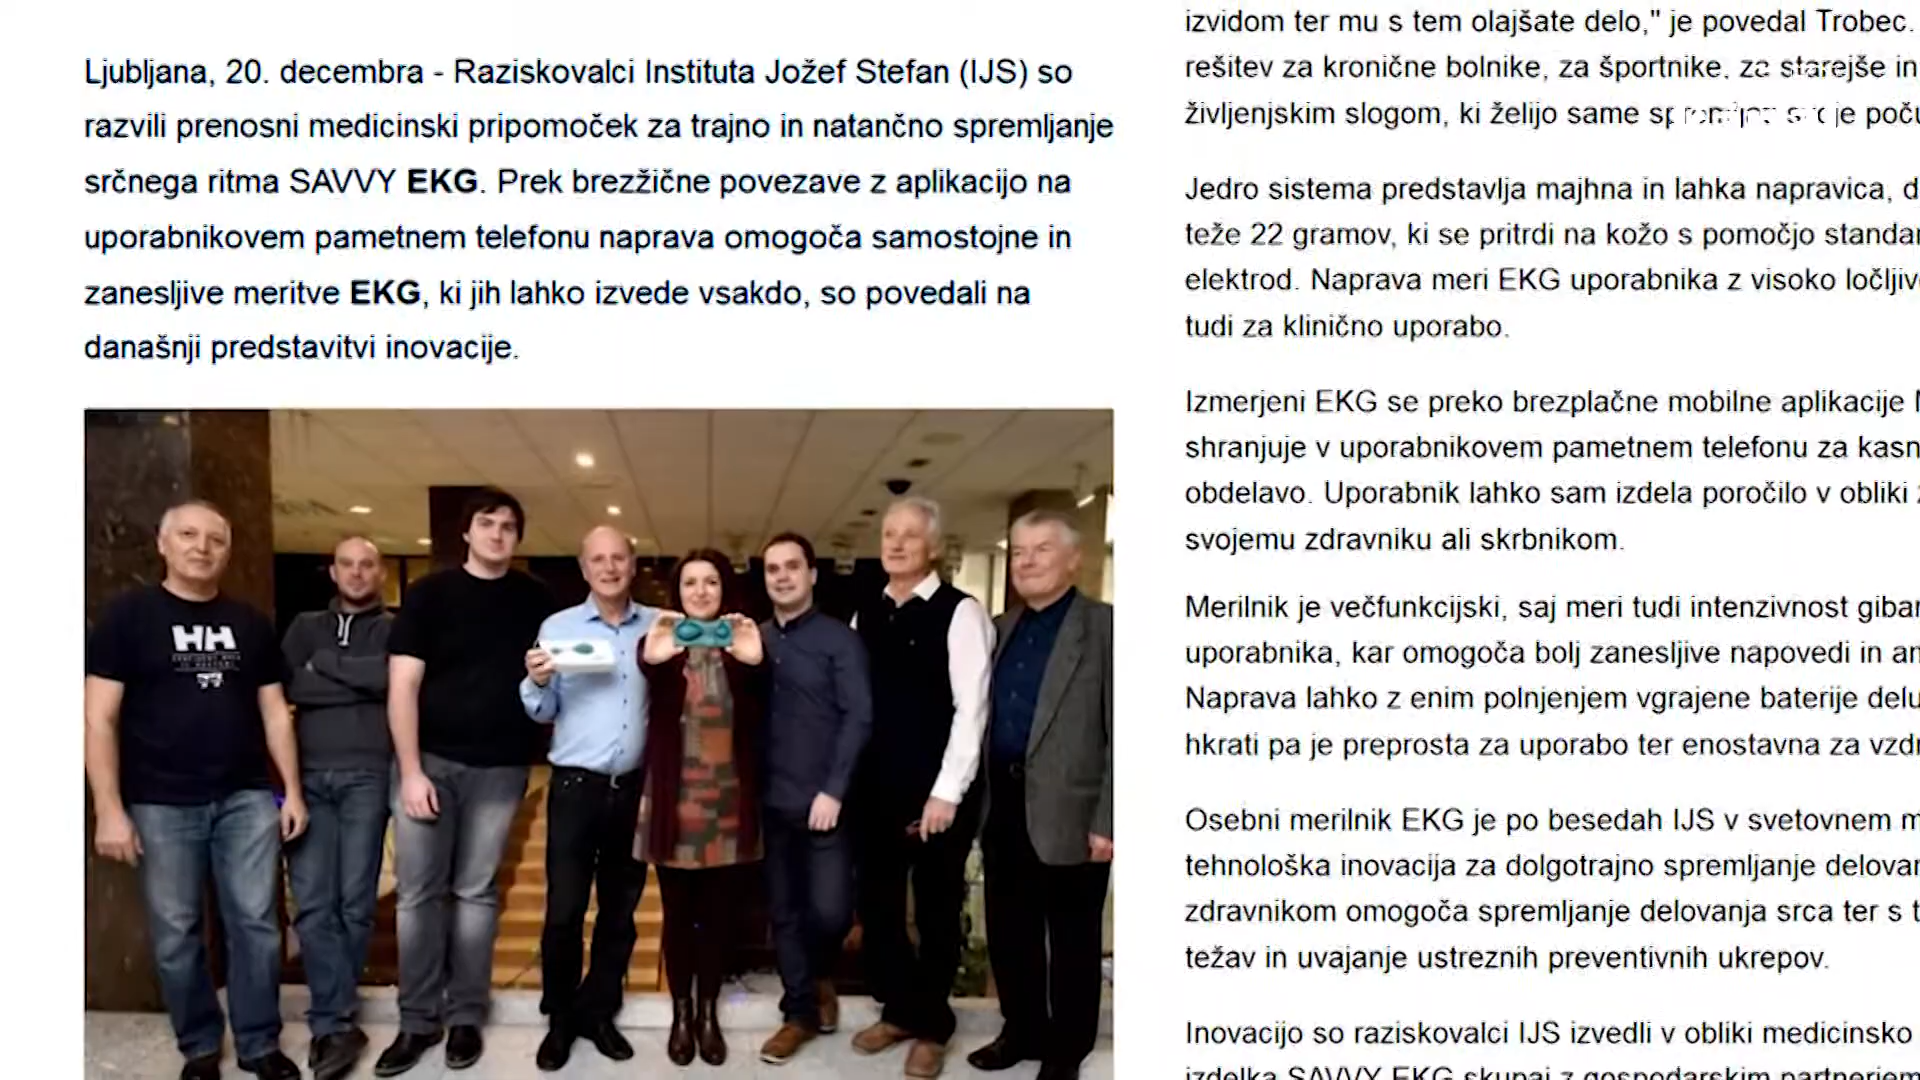 Ljubljana, 20. decembra - Raziskovalci Instituta Jožef Stefan (IJS) so
razvili prenosni medicinski pripomoček za trajno in natančno spremljanje
srčnega ritma SAVVY EKG. Prek brezžične povezave z aplikacijo na
uporabnikovem pametnem telefonu naprava omogoča samostojne in
zanesljive meritve EKG, ki jih lahko izvede vsakdo, so povedali na
današnji predstavitvi inovacije.
HH
izvidom ter mu s tem olajšate delo," je povedal Trobec.
rešitev za kronične bolnike, za športnike, za starejše in
življenjskim slogom, ki želijo same
Jedro sistema predstavlja majhna in lahka napravica, d
teže 22 gramov, ki se pritrdi na kožo s pomočjo standar
elektrod. Naprava meri EKG uporabnika z visoko ločljiv
tudi za klinično uporabo.
Izmerjeni EKG se preko brezplačne mobilne aplikacije
shranjuje v uporabnikovem pametnem telefonu za kasn
obdelavo. Uporabnik lahko sam izdela poročilo v obliki
svojemu zdravniku ali skrbnikom.
Merilnik je večfunkcijski, saj meri tudi intenzivnost giban
uporabnika, kar omogoča bolj zanesljive napovedi in an
Naprava lahko z enim polnjenjem vgrajene baterije delu
hkrati pa je preprosta za uporabo ter enostavna za vzdr
Osebni merilnik EKG je po besedah IJS v svetovnem m
tehnološka inovacija za dolgotrajno spremljanje delovan
zdravnikom omogoča spremljanje delovanja srca ter s t
težav in uvajanje ustreznih preventivnih ukrepov.
Inovacijo so raziskovalci IJS izvedli v obliki medicinsko
izdelka SAVVY EKG skupaj z gospodarskim partnerjem